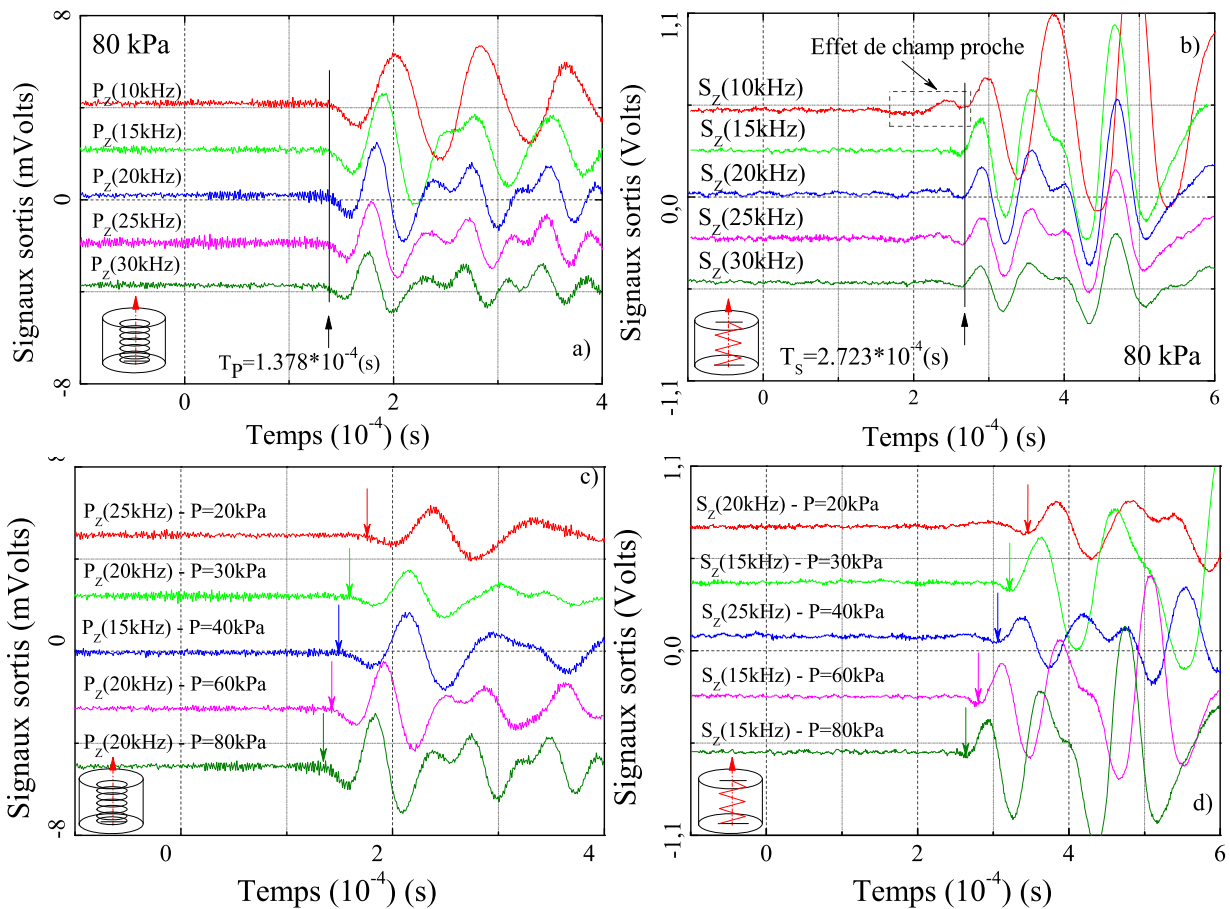 8
80 kPa
P_Z(10kHz)
P_Z(15kHz)
P_Z(20kHz)
P_Z(25kHz)
P_Z(30kHz)
0
-8
T_P=1.378*10^-4(s)
a)
0 2 4
Temps (10^-4) (s)
Signaux sortis (mVolts)
1,1
b)
Effet de champ proche
S_Z(10kHz)
S_Z(15kHz)
S_Z(20kHz)
S_Z(25kHz)
S_Z(30kHz)
0,0
-1,1
T_S=2.723*10^-4(s)
80 kPa
0 2 4 6
Temps (10^-4) (s)
Signaux sortis (Volts)
8
c)
P_Z(25kHz) - P=20kPa
P_Z(20kHz) - P=30kPa
P_Z(15kHz) - P=40kPa
P_Z(20kHz) - P=60kPa
P_Z(20kHz) - P=80kPa
0
-8
0 2 4
Temps (10^-4) (s)
Signaux sortis (mVolts)
1,1
S_Z(20kHz) - P=20kPa
S_Z(15kHz) - P=30kPa
S_Z(25kHz) - P=40kPa
S_Z(15kHz) - P=60kPa
S_Z(15kHz) - P=80kPa
0,0
-1,1
d)
0 2 4 6
Temps (10^-4) (s)
Signaux sortis (Volts)